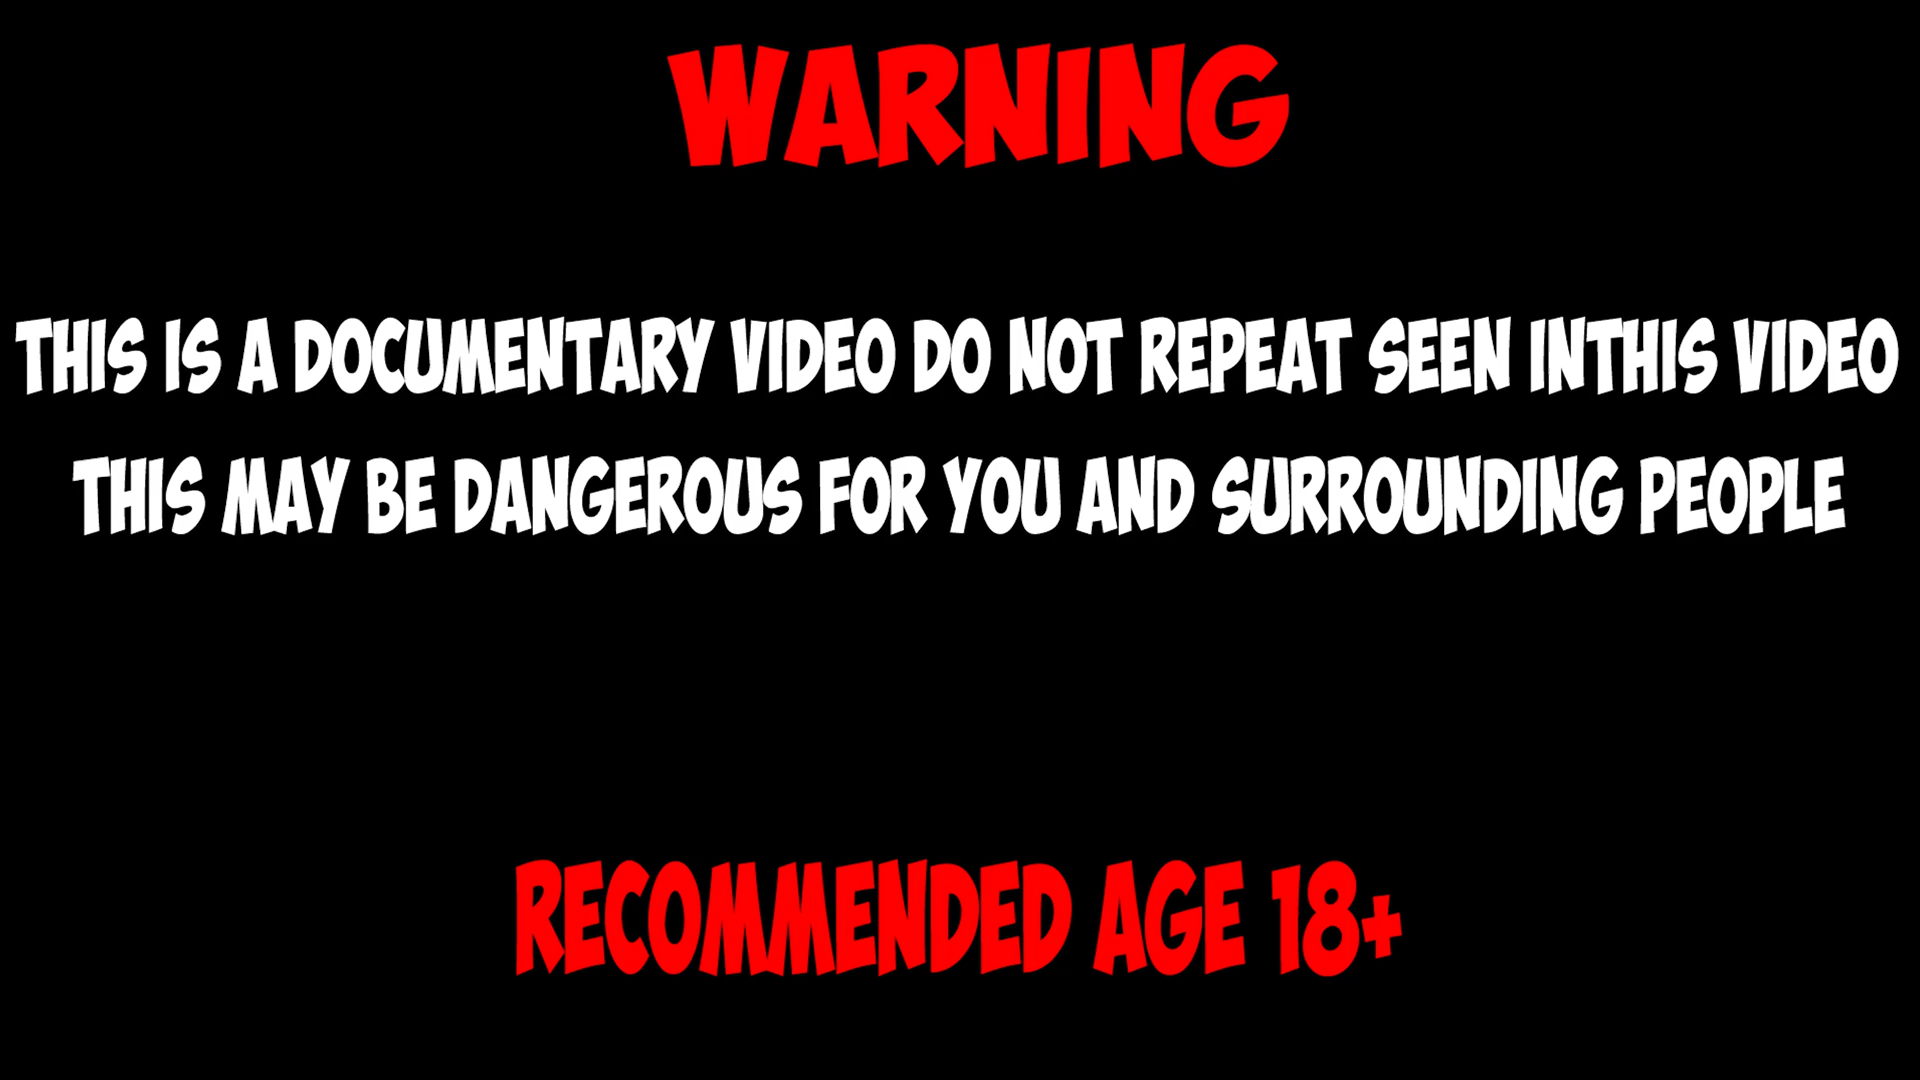 WARNING
THIS IS A DOCUMENTARY VIDEO DO NOT REPEAT SEEN INTHIS VIDEO
THIS MAY BE DANGEROUS FOR YOU AND SURROUNDING PEOPLE
RECOMMENDED AGE 18+